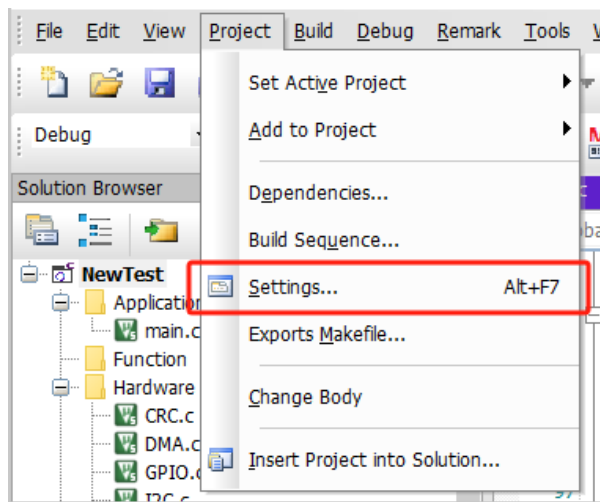 File Edit View Project Build Debug Remark Tools
Set Active Project
Add to Project
Debug
Solution Browser
Dependencies...
Build Sequence...
NewTest
Settings... Alt+F7
Application
main.c
Exports Makefile...
Function
Hardware
Change Body
CRC.c
DMA.c
GPIO.c
Insert Project into Solution...
I2C.c